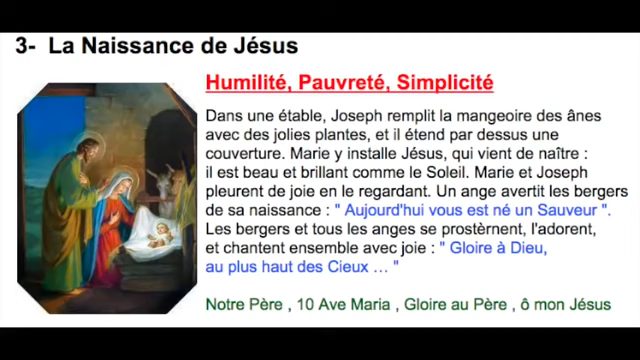 3- La Naissance de Jésus
Humilité, Pauvreté, Simplicité
Dans une étable, Joseph remplit la mangeoire des ânes
avec des jolies plantes, et il étend par dessus une
couverture. Marie y installe Jésus, qui vient de naître :
il est beau et brillant comme le Soleil. Marie et Joseph
pleurent de joie en le regardant. Un ange avertit les bergers
de sa naissance : " Aujourd'hui vous est né un Sauveur ".
Les bergers et tous les anges se prosternent, l'adorent,
et chantent ensemble avec joie : " Gloire à Dieu,
au plus haut des Cieux … "
Notre Père , 10 Ave Maria , Gloire au Père , ô mon Jésus